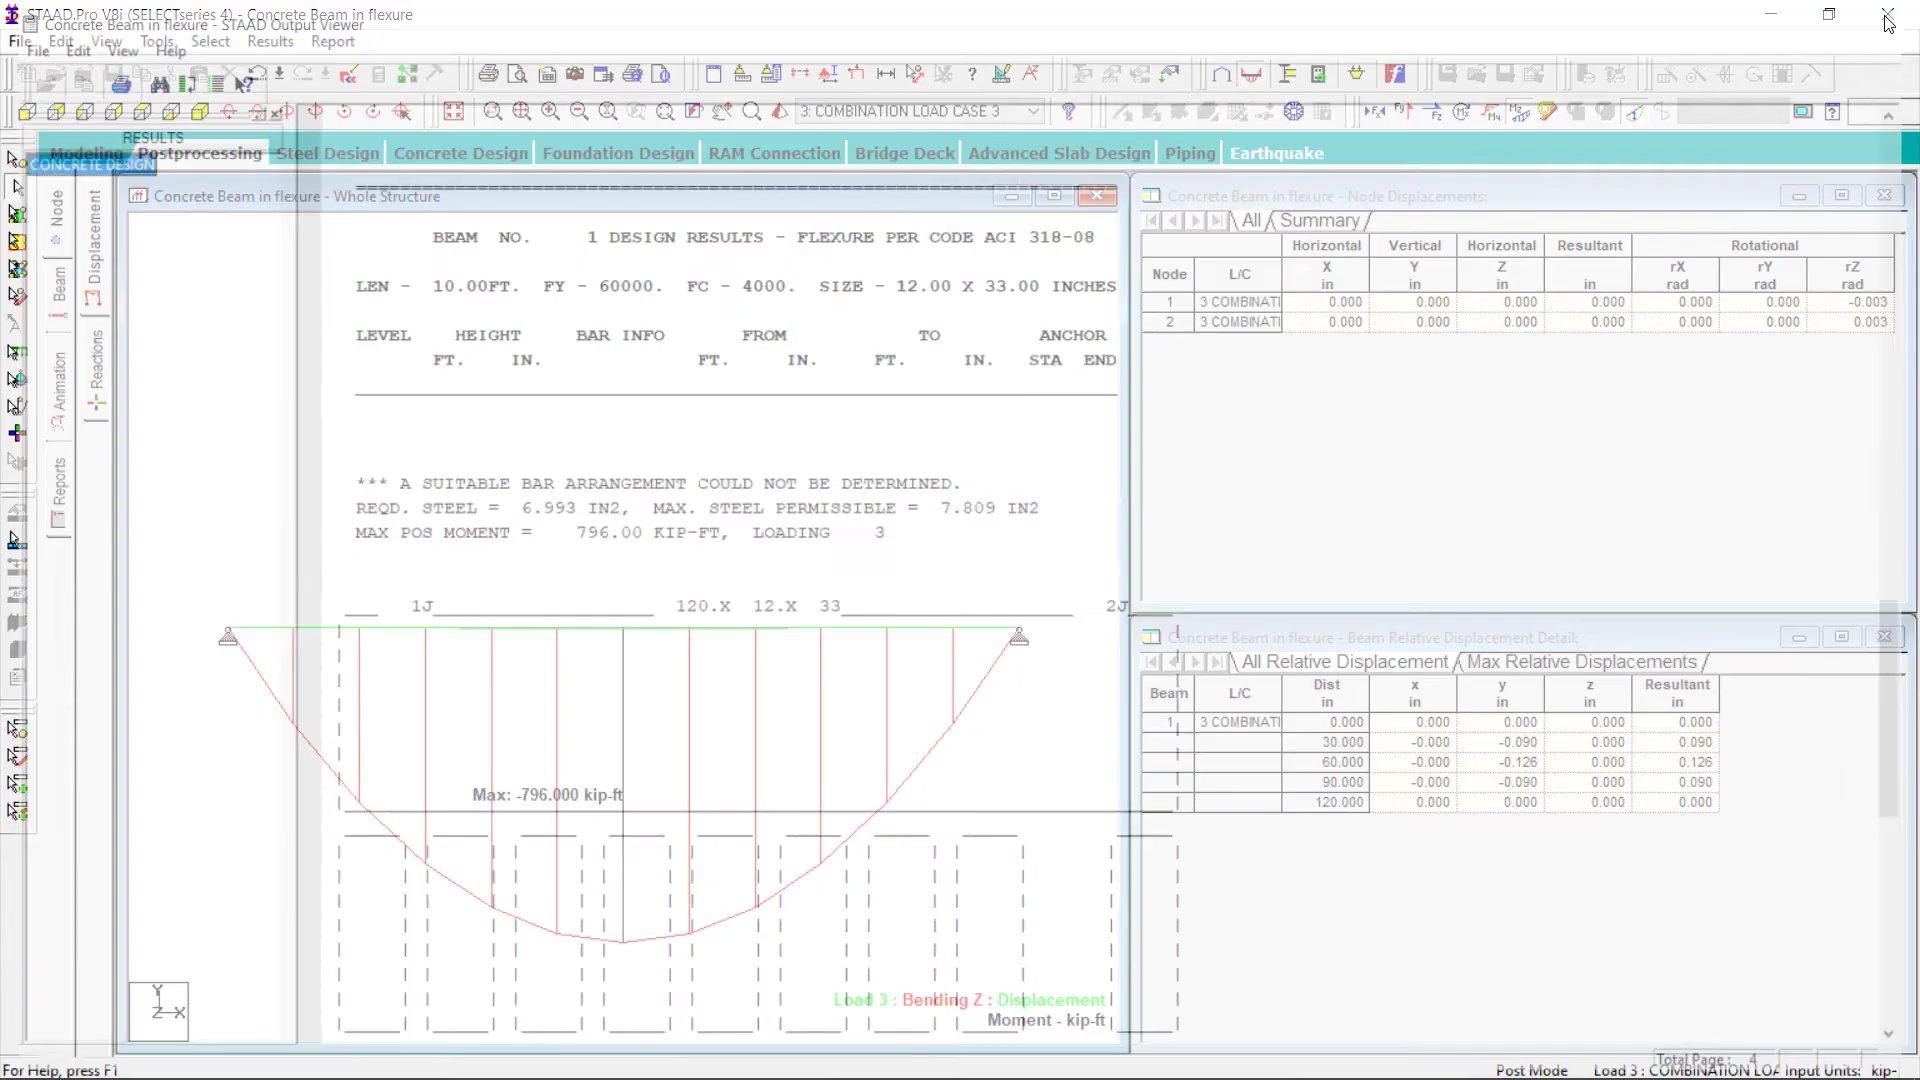 STAAD.Pro V8i (SELECTseries 4) - Concrete Beam in flexure
Concrete Beam in flexure - STAAD Output Viewer
File Edit View Tools Select Results Report
File Edit View Help
3: COMBINATION LOAD CASE 3
RESULTS
CONCRETE DESIGN
Modeling Postprocessing Steel Design Concrete Design Foundation Design RAM Connection Bridge Deck Advanced Slab Design Piping Earthquake
Node
Beam
Animation
Reports
Displacement
Reactions
Concrete Beam in flexure - Whole Structure
BEAM NO. 1 DESIGN RESULTS - FLEXURE PER CODE ACI 318-08
LEN - 10.00FT. FY - 60000. FC - 4000. SIZE - 12.00 X 33.00 INCHES
LEVEL HEIGHT BAR INFO FROM TO ANCHOR
FT. IN. FT. IN. FT. IN. STA END
*** A SUITABLE BAR ARRANGEMENT COULD NOT BE DETERMINED.
REQD. STEEL = 6.993 IN2, MAX. STEEL PERMISSIBLE = 7.809 IN2
MAX POS MOMENT = 796.00 KIP-FT, LOADING 3
1J 120.X 12.X 33 2J
Max: -796.000 kip-ft
Load 3 : Bending Z : Displacement
Moment - kip-ft
Y
Z X
Concrete Beam in flexure - Node Displacements:
All Summary
Horizontal Vertical Horizontal Resultant Rotational
Node L/C X Y Z rX rY rZ
in in in in rad rad rad
1 3 COMBINATI 0.000 0.000 0.000 0.000 0.000 0.000 -0.003
2 3 COMBINATI 0.000 0.000 0.000 0.000 0.000 0.000 0.003
Concrete Beam in flexure - Beam Relative Displacement Detail:
All Relative Displacement Max Relative Displacements
Beam L/C Dist x y z Resultant
in in in in in
1 3 COMBINATI 0.000 0.000 0.000 0.000 0.000
30.000 -0.000 -0.090 0.000 0.090
60.000 -0.000 -0.126 0.000 0.126
90.000 -0.000 -0.090 0.000 0.090
120.000 0.000 0.000 0.000 0.000
Total Page: 4
For Help, press F1
Post Mode Load 3 : COMBINATION LOA Input Units: kip-